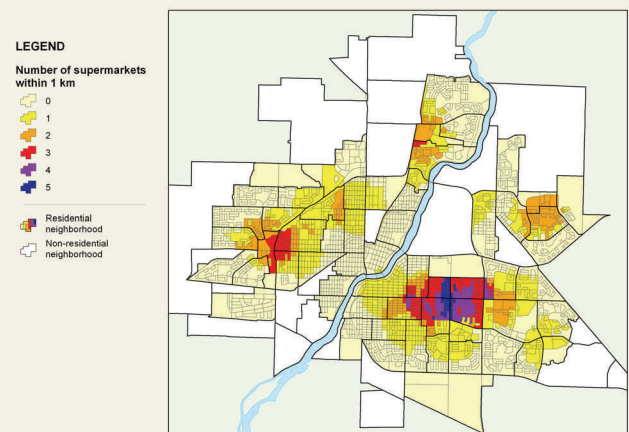 LEGEND
Number of supermarkets
within 1 km
0
1
2
3
4
5
Residential
neighborhood
Non-residential
neighborhood